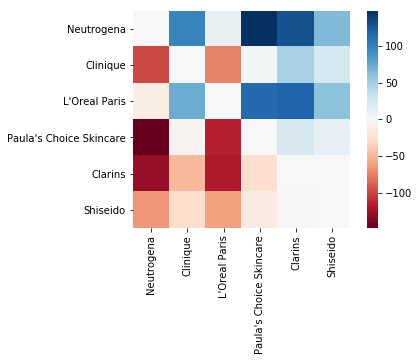 Neutrogena
Clinique
L'Oreal Paris
Paula's Choice Skincare
Clarins
Shiseido
Neutrogena
Clinique
L'Oreal Paris
Paula's Choice Skincare
Clarins
Shiseido
100
50
0
−50
−100